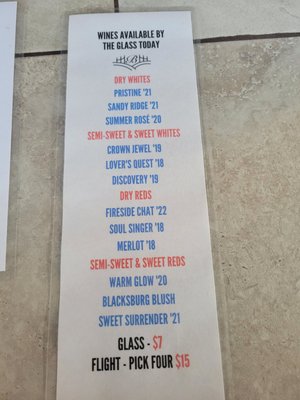 WINES AVAILABLE BY
THE GLASS TODAY
DRY WHITES
PRISTINE '21
SANDY RIDGE '21
SUMMER ROSÉ '20
SEMI-SWEET & SWEET WHITES
CROWN JEWEL '19
LOVER'S QUEST '18
DISCOVERY '19
DRY REDS
FIRESIDE CHAT '22
SOUL SINGER '18
MERLOT '18
SEMI-SWEET & SWEET REDS
WARM GLOW '20
BLACKSBURG BLUSH
SWEET SURRENDER '21
GLASS - $7
FLIGHT - PICK FOUR $15